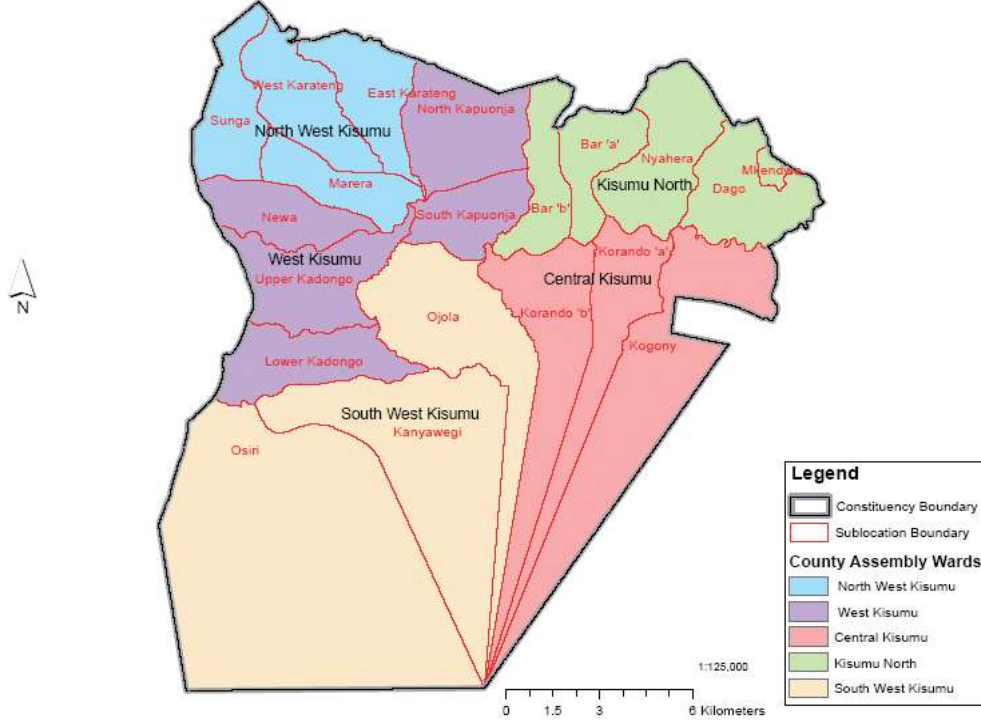 West Karateng
East Karateng
North Kapuonja
Sunga
North West Kisumu
Bar 'a'
Nyahera
Mkendwa
Marera
Kisumu North
Dago
Newa
South Kapuonja
Bar 'b'
West Kisumu
Upper Kadongo
Korando 'a'
Central Kisumu
N
Ojola
Korando 'b'
Lower Kadongo
Kogony
South West Kisumu
Kanyawegi
Osiri
Legend
Constituency Boundary
Sublocation Boundary
County Assembly Wards
North West Kisumu
West Kisumu
Central Kisumu
Kisumu North
South West Kisumu
1:125,000
0 1.5 3 6 Kilometers